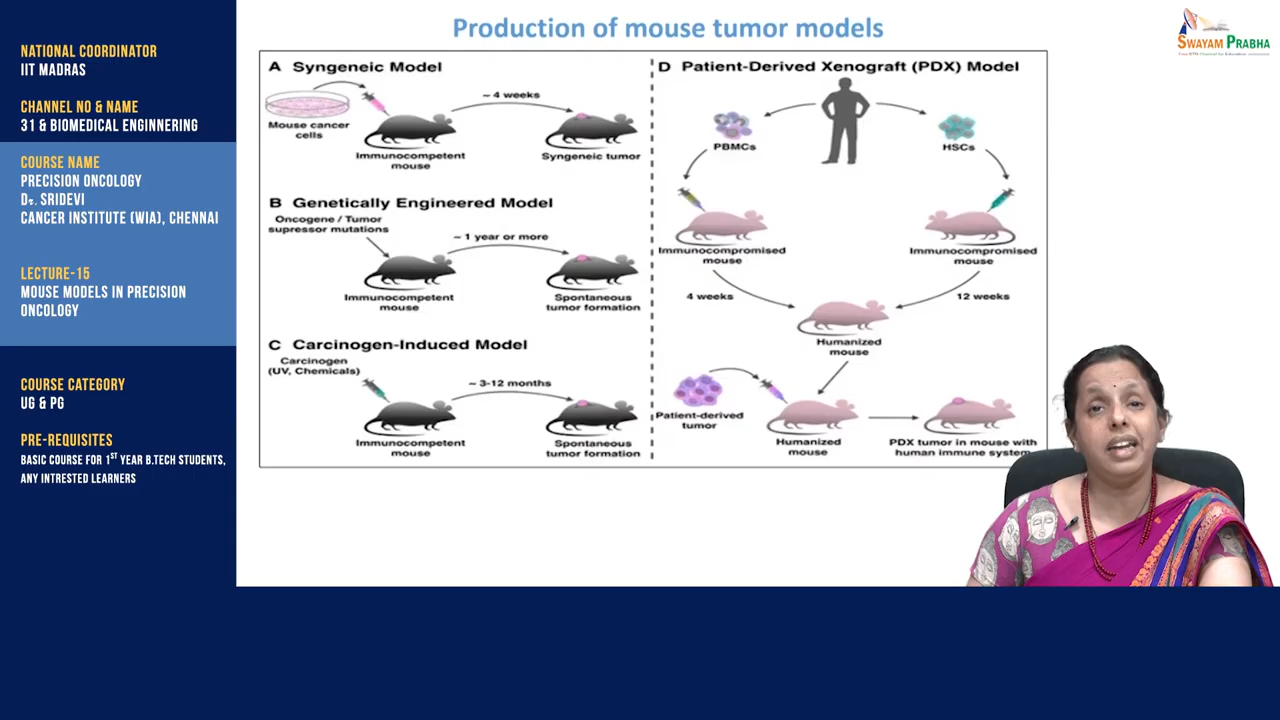 NATIONAL COORDINATOR
IIT MADRAS
CHANNEL NO & NAME
31 & BIOMEDICAL ENGINNERING
COURSE NAME
PRECISION ONCOLOGY
DR. SRIDEVI
CANCER INSTITUTE (WIA), CHENNAI
LECTURE-15
MOUSE MODELS IN PRECISION
ONCOLOGY
COURSE CATEGORY
UG & PG
PRE-REQUISITES
BASIC COURSE FOR 1ST YEAR B.TECH STUDENTS,
ANY INTRESTED LEARNERS
Production of mouse tumor models
SWAYAM PRABHA
A Syngeneic Model
~ 4 weeks
Mouse cancer
cells
Immunocompetent
mouse
Syngeneic tumor
B Genetically Engineered Model
Oncogene / Tumor
supressor mutations
~ 1 year or more
Immunocompetent
mouse
Spontaneous
tumor formation
C Carcinogen-Induced Model
Carcinogen
(UV, Chemicals)
~ 3-12 months
Immunocompetent
mouse
Spontaneous
tumor formation
D Patient-Derived Xenograft (PDX) Model
PBMCs
HSCs
Immunocompromised
mouse
Immunocompromised
mouse
4 weeks
12 weeks
Humanized
mouse
Patient-derived
tumor
Humanized
mouse
PDX tumor in mouse with
human immune system